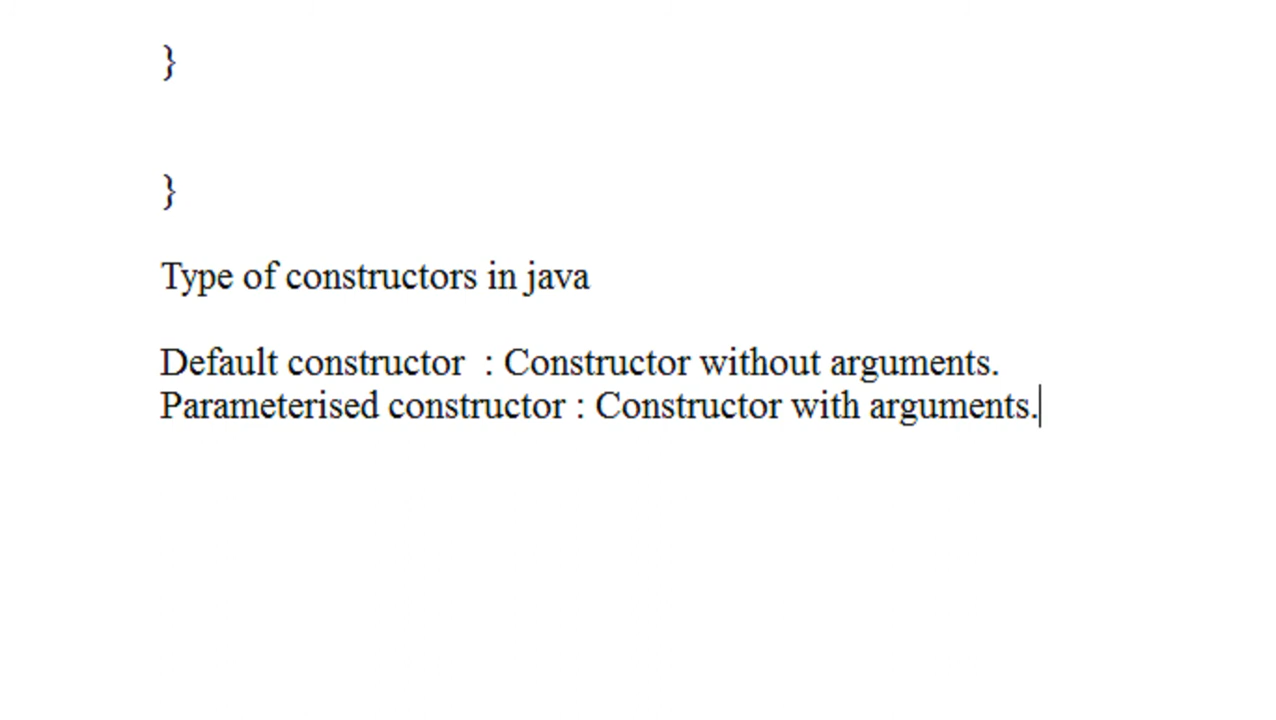 }
}
Type of constructors in java
Default constructor  : Constructor without arguments.
Parameterised constructor : Constructor with arguments.